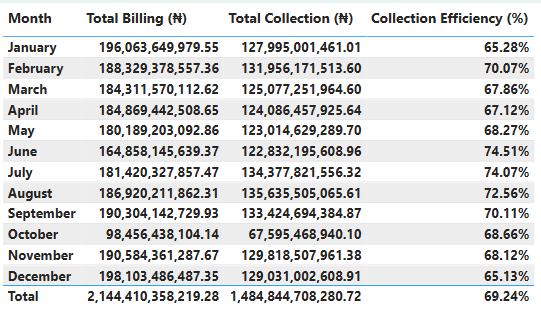 Month Total Billing (₦) Total Collection (₦) Collection Efficiency (%)
January 196,063,649,979.55 127,995,001,461.01 65.28%
February 188,329,378,557.36 131,956,171,513.60 70.07%
March 184,311,570,112.62 125,077,251,964.60 67.86%
April 184,869,442,508.65 124,086,457,925.64 67.12%
May 180,189,203,092.86 123,014,629,289.70 68.27%
June 164,858,145,639.37 122,832,195,608.96 74.51%
July 181,420,327,857.47 134,377,821,556.32 74.07%
August 186,920,211,862.31 135,635,505,065.61 72.56%
September 190,304,142,729.93 133,424,694,384.87 70.11%
October 98,456,438,104.14 67,595,468,940.10 68.66%
November 190,584,361,287.67 129,818,507,961.38 68.12%
December 198,103,486,487.35 129,031,002,608.91 65.13%
Total 2,144,410,358,219.28 1,484,844,708,280.72 69.24%